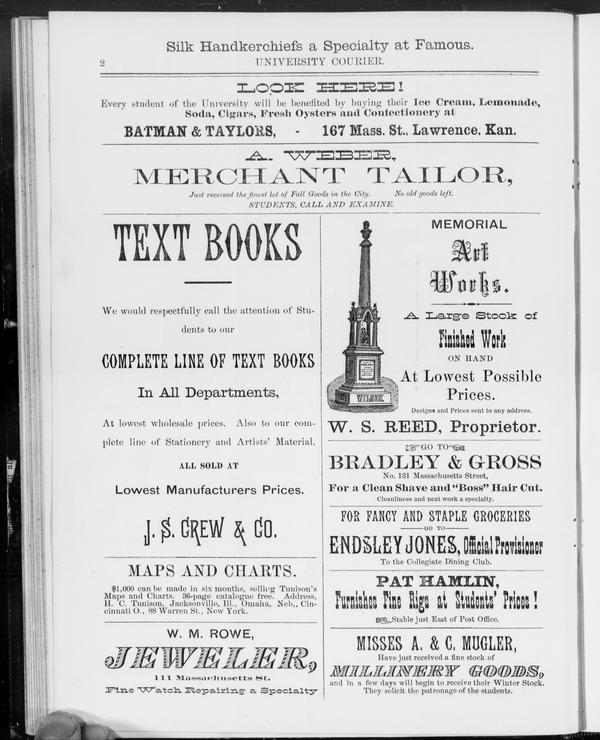 Silk Handkerchiefs a Specialty at Famous.
2
UNIVERSITY COURIER.
LOOK HERE!
Every student of the University will be benefited by buying their Ice Cream, Lemonade,
Soda, Cigars, Fresh Oysters and Confectionery at
BATMAN & TAYLORS, - 167 Mass. St., Lawrence, Kan.
A. WEBER,
MERCHANT TAILOR,
Just received the finest lot of Fall Goods in the City. No old goods left.
STUDENTS, CALL AND EXAMINE.
TEXT BOOKS
We would respectfully call the attention of Stu-
dents to our
COMPLETE LINE OF TEXT BOOKS
In All Departments,
At lowest wholesale prices. Also to our com-
plete line of Stationery and Artists' Material.
ALL SOLD AT
Lowest Manufacturers Prices.
J. S. CREW & CO.
MAPS AND CHARTS.
$1,000 can be made in six months, selling Tunison's
Maps and Charts. 36-page catalogue free. Address,
H. C. Tunison, Jacksonville, Ill., Omaha, Neb., Cin-
cinnati O., 88 Warren St., New York.
W. M. ROWE,
JEWELER,
111 Massachusetts St.
Fine Watch Repairing a Specialty
WILSON.
MEMORIAL
Art
Works.
A Large Stock of
Finished Work
ON HAND
At Lowest Possible
Prices.
Designs and Prices sent to any address.
W. S. REED, Proprietor.
GO TO
BRADLEY & GROSS
No. 131 Massachusetts Street,
For a Clean Shave and "Boss" Hair Cut.
Cleanliness and neat work a specialty.
FOR FANCY AND STAPLE GROCERIES
GO TO
ENDSLEY JONES, Official Provisioner
To the Collegiate Dining Club.
PAT HAMLIN,
Furnishes Fine Rigs at Students' Prices!
Stable just East of Post Office.
MISSES A. & C. MUGLER,
Have just received a fine stock of
MILLINERY GOODS,
and in a few days will begin to receive their Winter Stock.
They solicit the patronage of the students.